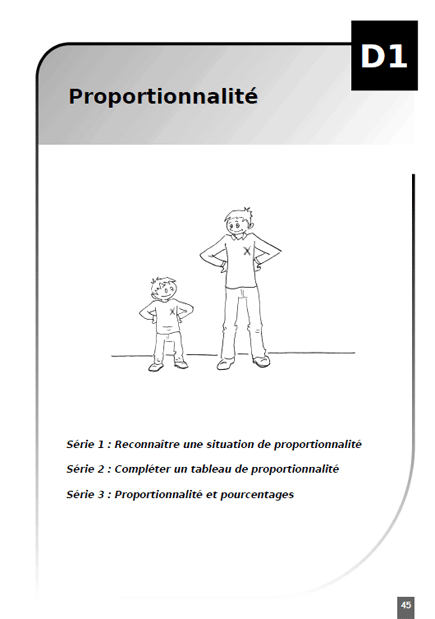 D1
Proportionnalité
X
X
Série 1 : Reconnaître une situation de proportionnalité
Série 2 : Compléter un tableau de proportionnalité
Série 3 : Proportionnalité et pourcentages
45